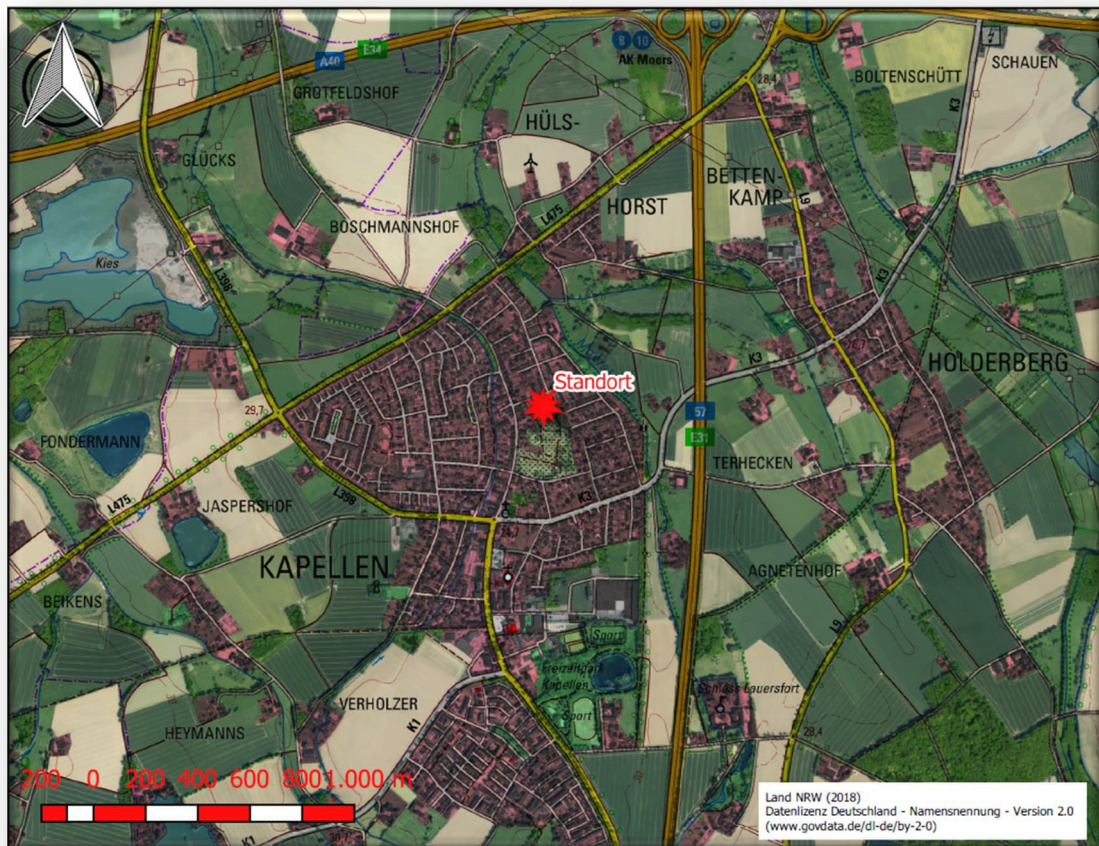 E34
A40
8 10
AK Moers
28,4
BOLTENSCHÜTT
SCHAUEN
GROTFELDSHOF
HÜLS-
K3
GLÜCKS
BETTEN-
KAMP
L9
HORST
L475
BOSCHMANNSHOF
Kies
L398
K3
K3
HOLDERBERG
Standort
29,7
57
E31
FONDERMANN
TERHECKEN
L475
JASPERSHOF
L398
K3
KAPELLEN
AGNETENHOF
BEIKENS
L9
Sport
Freizeitpark
Kapellen
Schloss Lauersfort
VERHOLZER
K1
Sport
HEYMANNS
28,4
200 0 200 400 600 800 1.000 m
K1
Land NRW (2018)
Datenlizenz Deutschland - Namensnennung - Version 2.0
(www.govdata.de/dl-de/by-2-0)